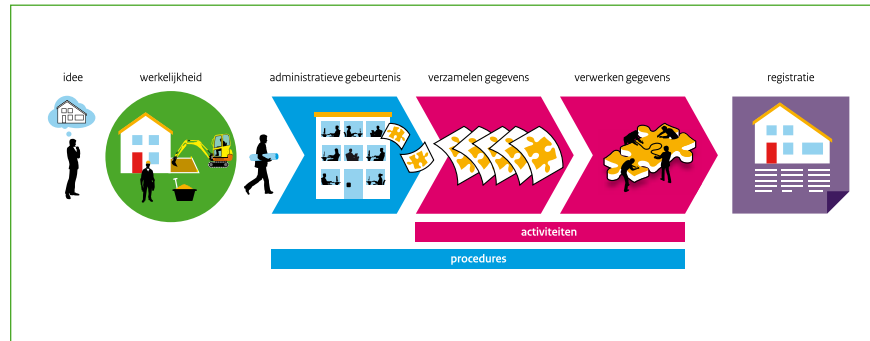 idee
werkelijkheid
administratieve gebeurtenis
verzamelen gegevens
verwerken gegevens
registratie
activiteiten
procedures